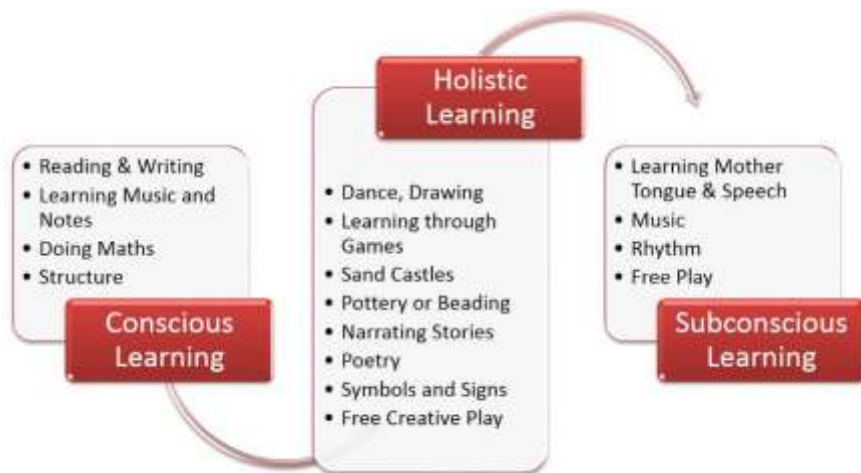 • Reading & Writing
• Learning Music and
Notes
• Doing Maths
• Structure
Conscious
Learning
Holistic
Learning
• Dance, Drawing
• Learning through
Games
• Sand Castles
• Pottery or Beading
• Narrating Stories
• Poetry
• Symbols and Signs
• Free Creative Play
• Learning Mother
Tongue & Speech
• Music
• Rhythm
• Free Play
Subconscious
Learning